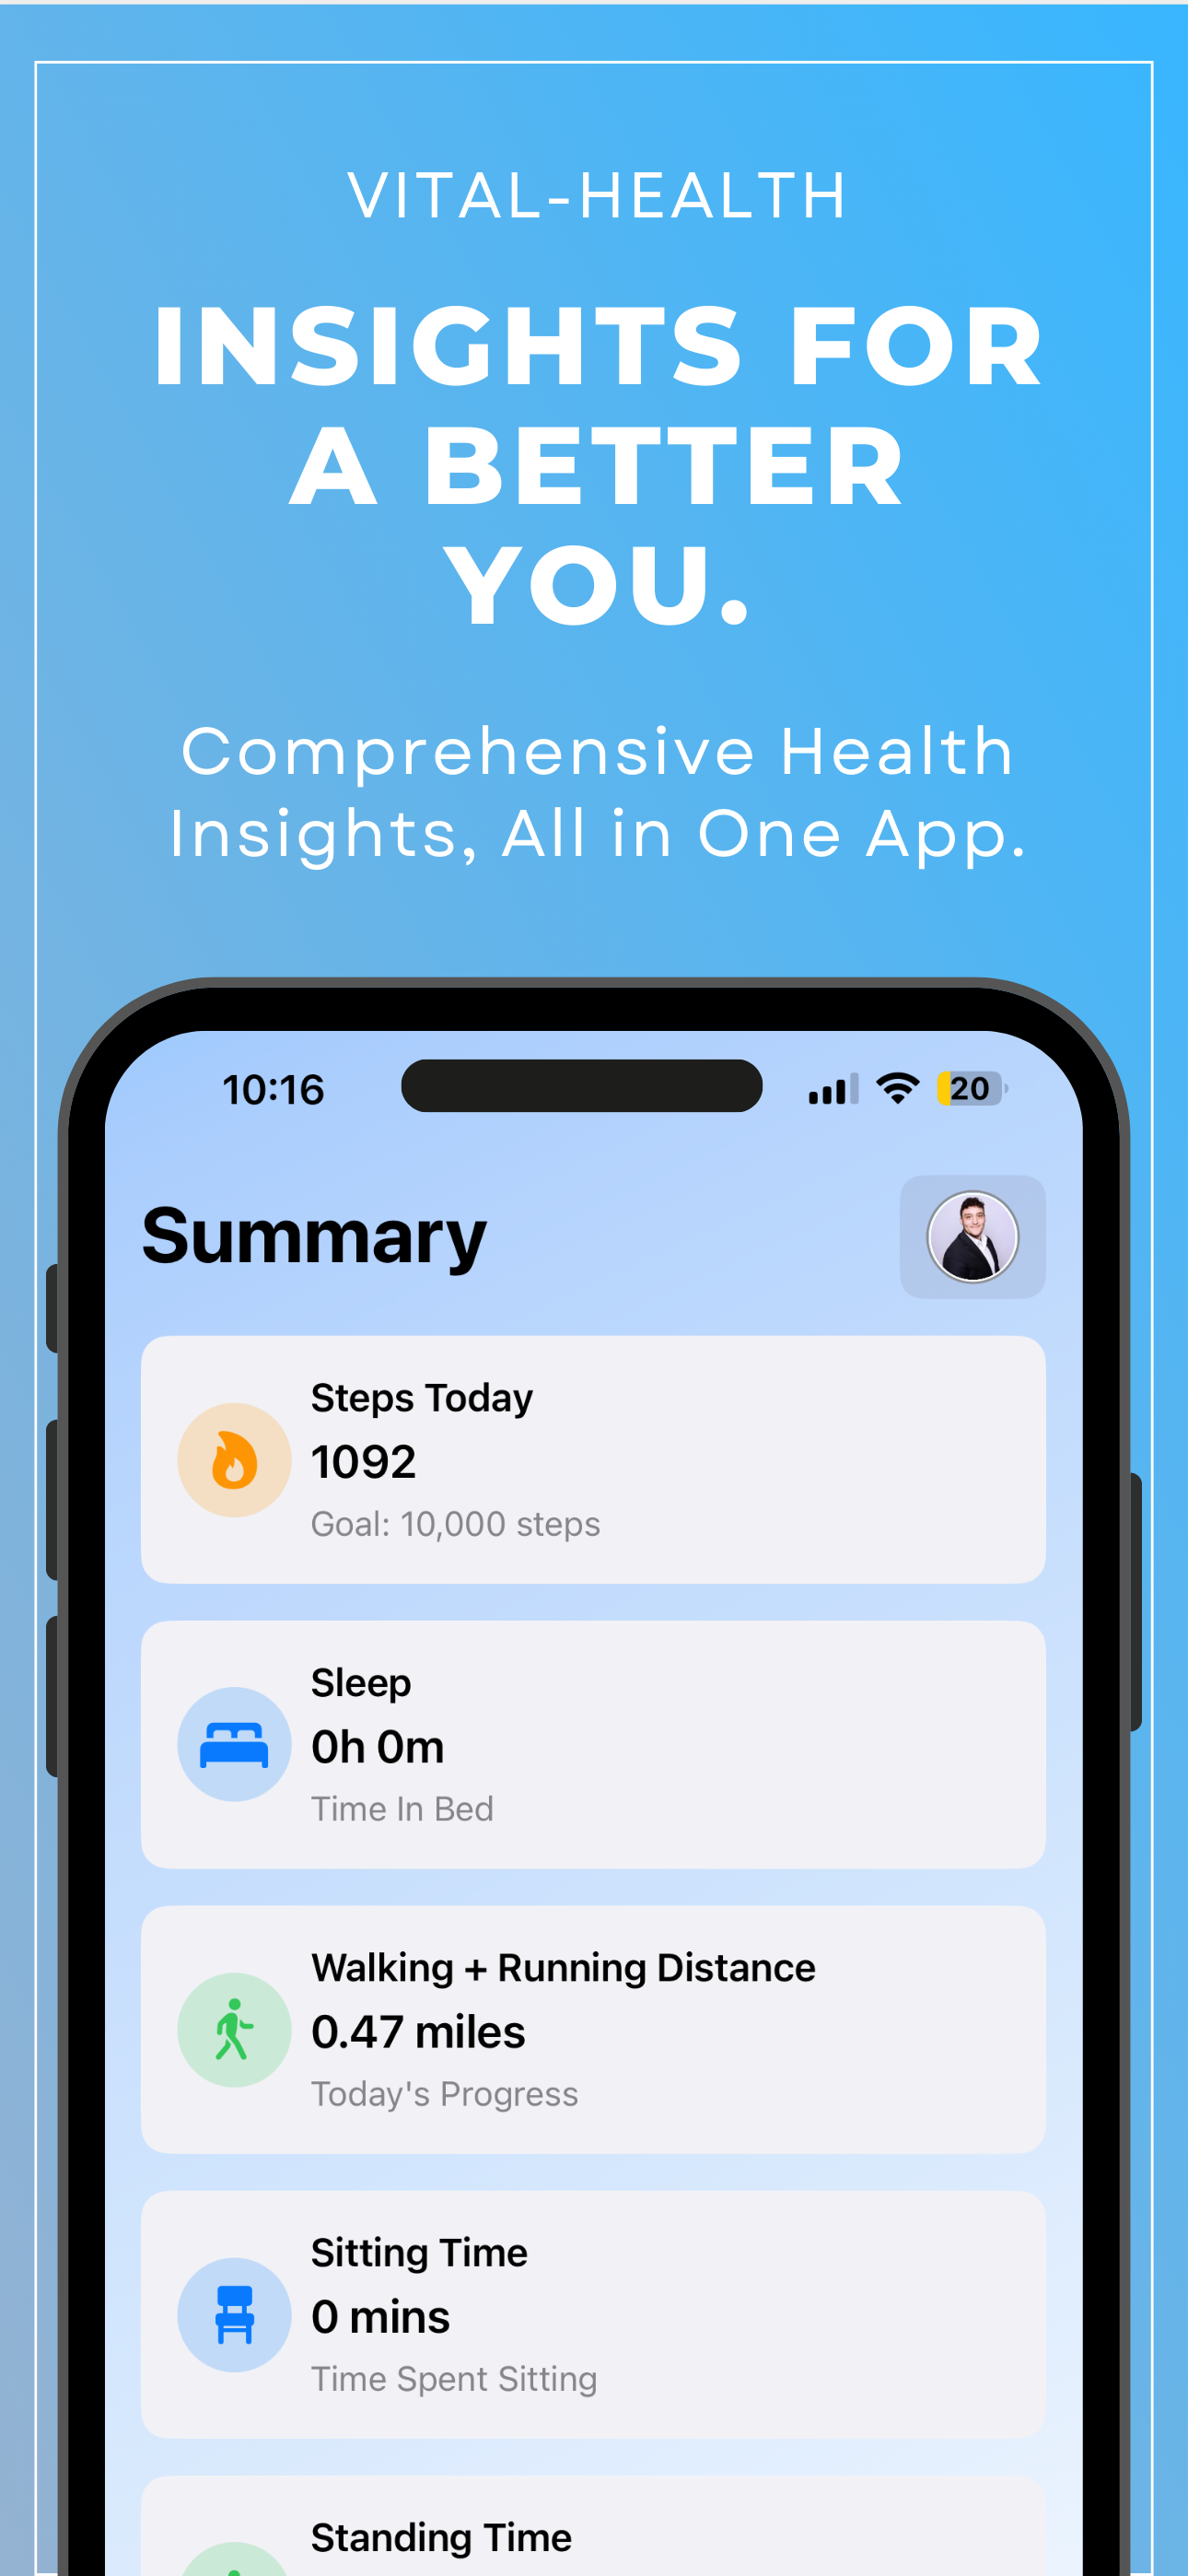 VITAL-HEALTH
INSIGHTS FOR
A BETTER
YOU.
Comprehensive Health
Insights, All in One App.
10:16
20
Summary
Steps Today
1092
Goal: 10,000 steps
Sleep
0h 0m
Time In Bed
Walking + Running Distance
0.47 miles
Today's Progress
Sitting Time
0 mins
Time Spent Sitting
Standing Time